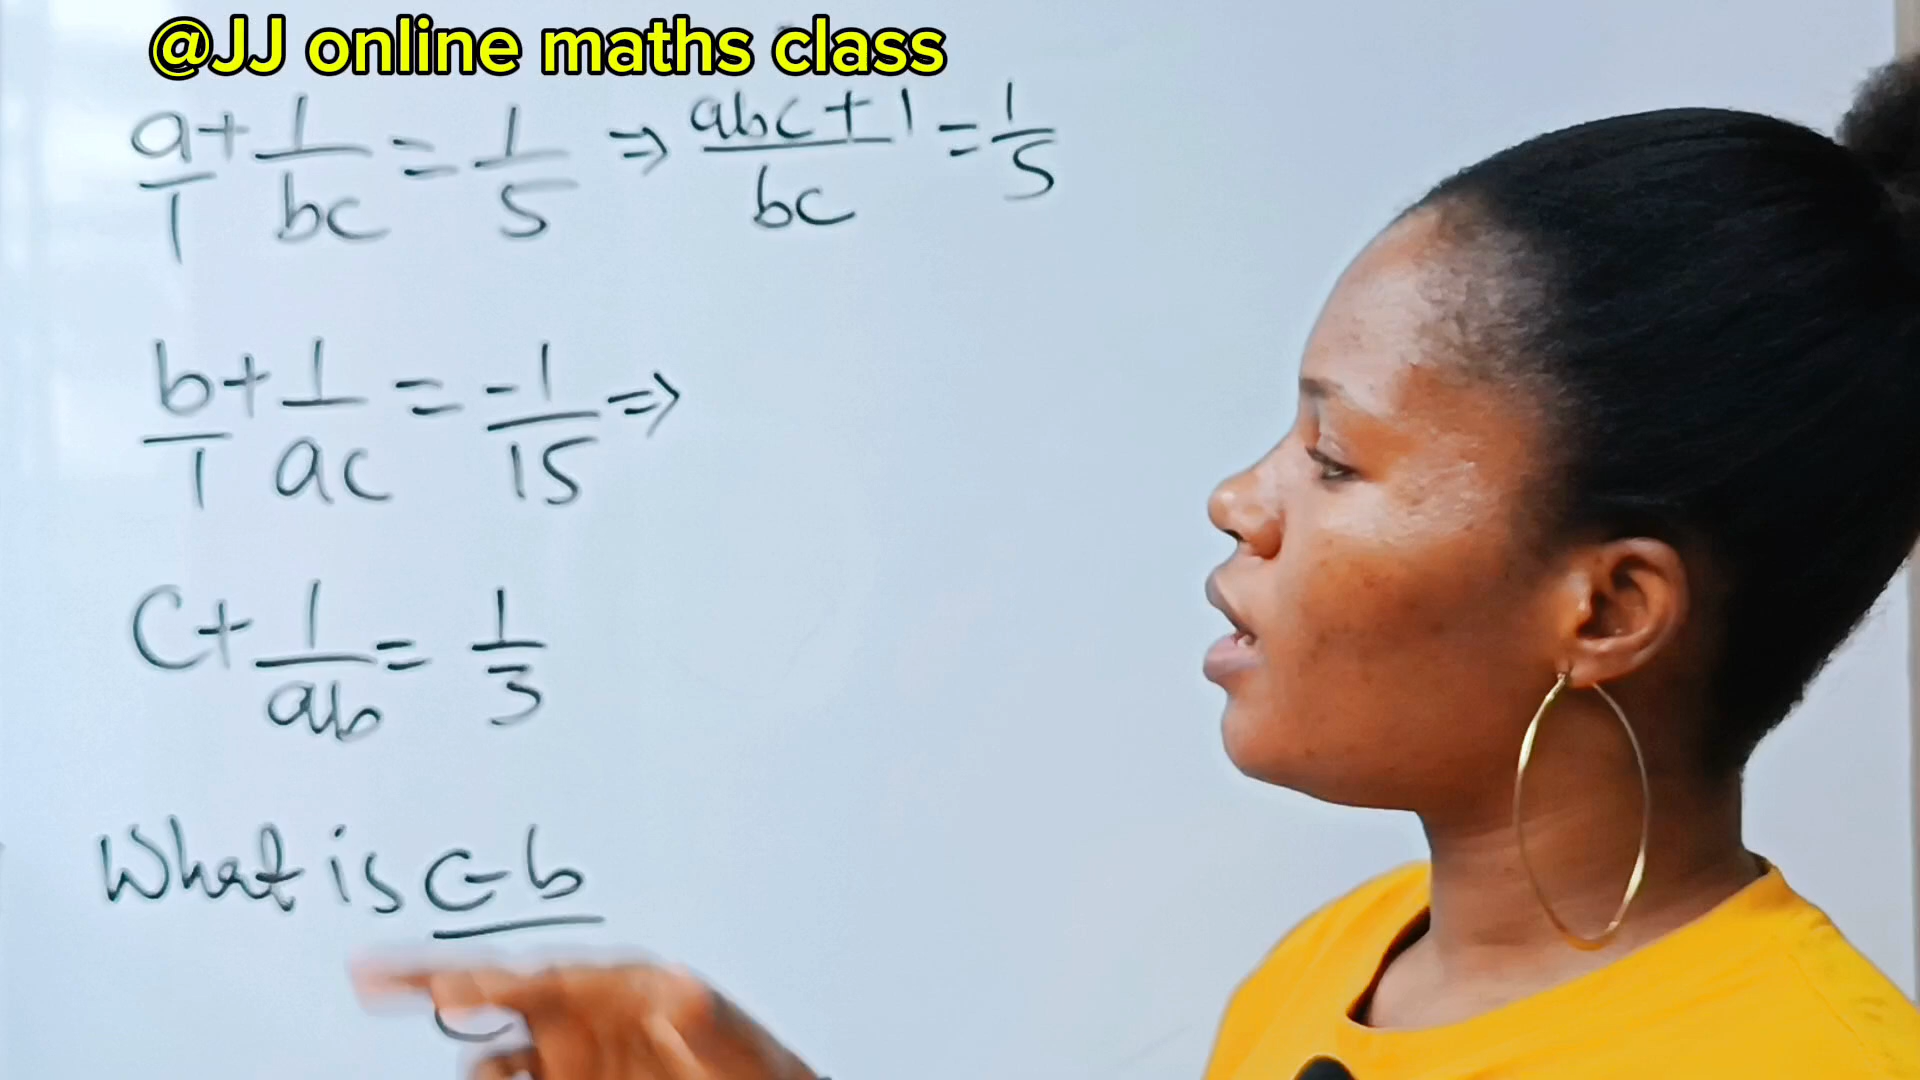 @JJ online maths class
a/1 + 1/bc = 1/5 ⇒ abc+1/bc = 1/5
b/1 + 1/ac = -1/15 ⇒
c + 1/ab = 1/3
What is c-b